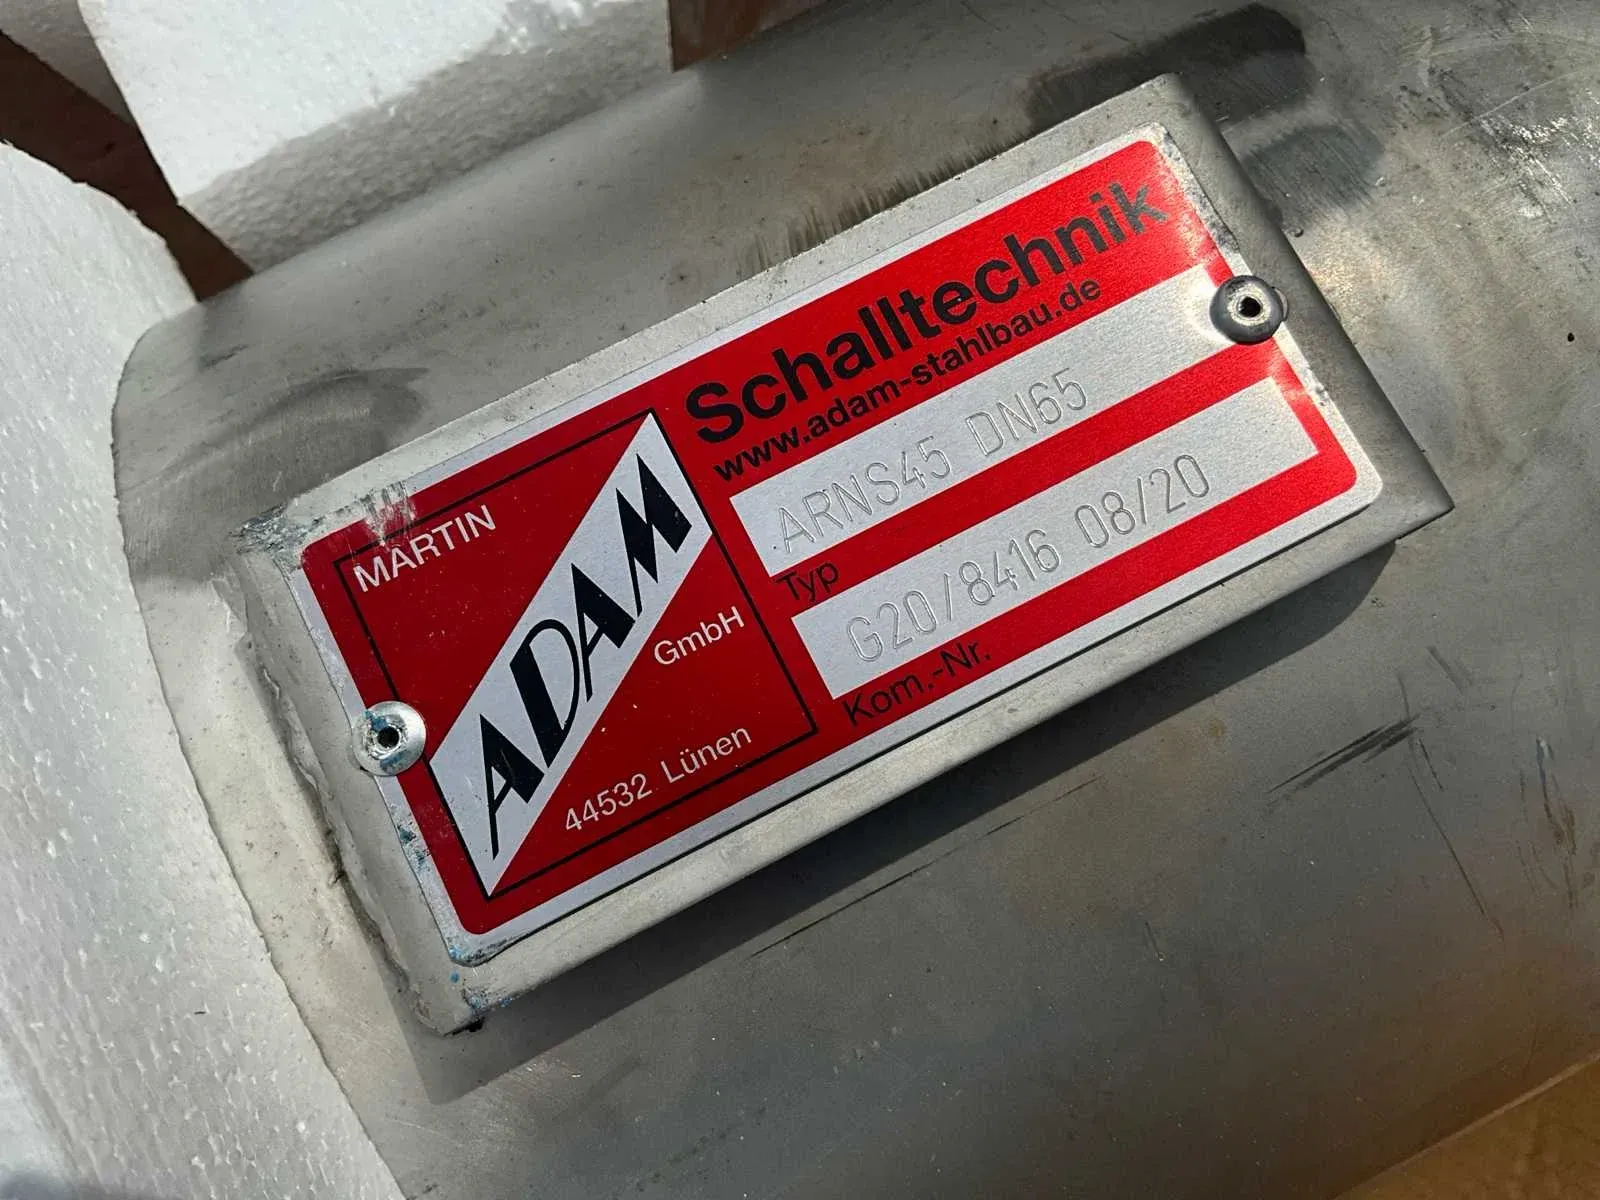 MARTIN
ADAM
GmbH
44532 Lünen
Schalltechnik
www.adam-stahlbau.de
ARNS45 DN65
Typ
G20/8416 08/20
Kom.-Nr.